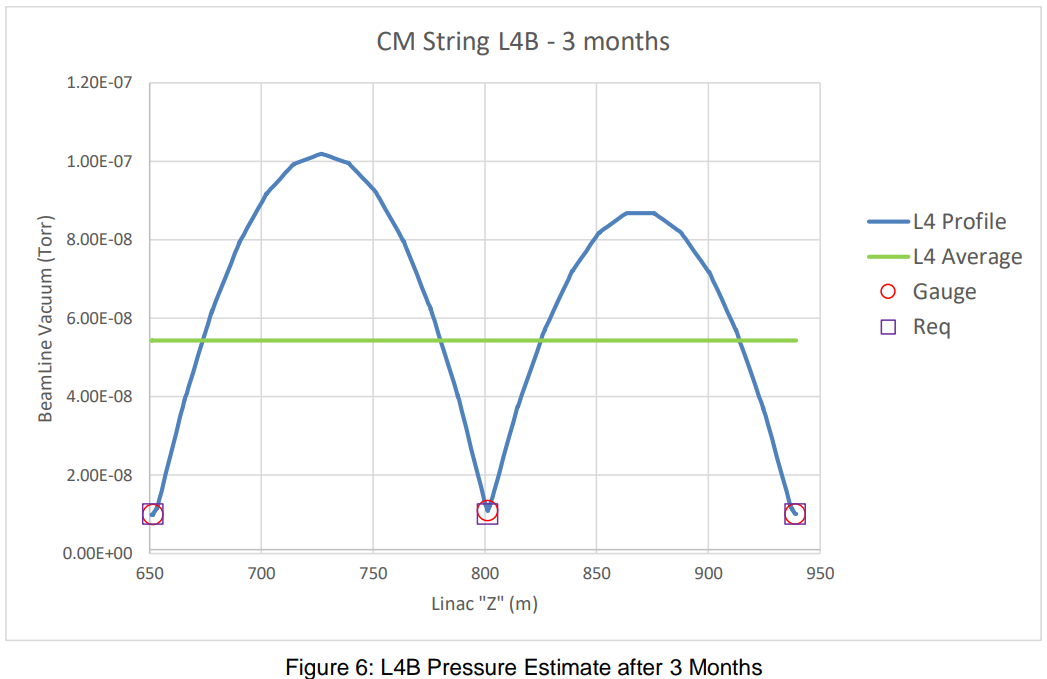 CM String L4B - 3 months
1.20E-07
1.00E-07
8.00E-08
6.00E-08
4.00E-08
2.00E-08
0.00E+00
BeamLine Vacuum (Torr)
650 700 750 800 850 900 950
Linac "Z" (m)
L4 Profile
L4 Average
Gauge
Req
Figure 6: L4B Pressure Estimate after 3 Months